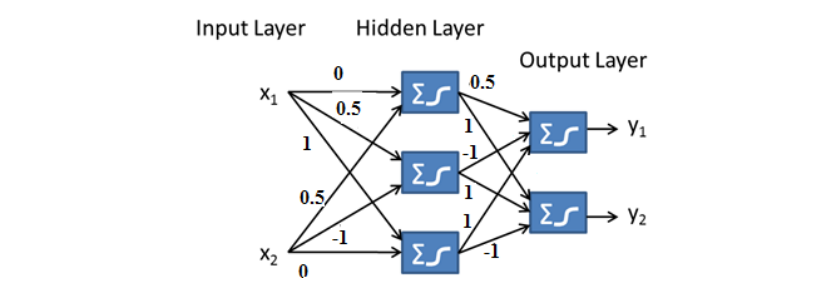 Input Layer
Hidden Layer
Output Layer
0
0.5
x₁
Σ
0.5
1
1
Σ
y₁
-1
Σ
1
0.5
1
Σ
y₂
-1
x₂
0
Σ
-1